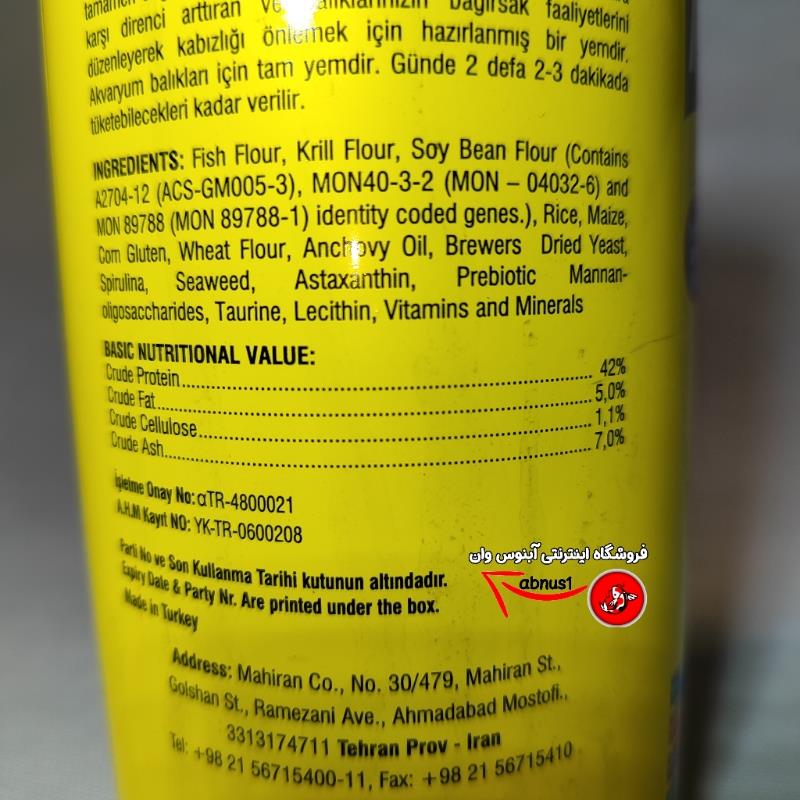 karşı direnci arttıran ve
düzenleyerek kabızlığı önlemek için hazırlanmış bir yemdir.
Akvaryum balıkları için tam yemdir. Günde 2 defa 2-3 dakikada
tüketebilecekleri kadar verilir.
INGREDIENTS: Fish Flour, Krill Flour, Soy Bean Flour (Contains
A2704-12 (ACS-GM005-3), MON40-3-2 (MON – 04032-6) and
MON 89788 (MON 89788-1) identity coded genes.), Rice, Maize,
Corn Gluten, Wheat Flour, Anchovy Oil, Brewers Dried Yeast,
Spirulina, Seaweed, Astaxanthin, Prebiotic Mannan-
oligosaccharides, Taurine, Lecithin, Vitamins and Minerals
BASIC NUTRITIONAL VALUE:
Crude Protein 42%
Crude Fat 5,0%
Crude Cellulose 1,1%
Crude Ash 7,0%
İşletme Onay No: αTR-4800021
A.H.M Kayıt NO: YK-TR-0600208
Parti No ve Son Kullanma Tarihi kutunun altındadır.
Expiry Date & Party Nr. Are printed under the box.
Made in Turkey
فروشگاه اینترنتی آبنوس وان
abnus1
Address: Mahiran Co., No. 30/479, Mahiran St.,
Golshan St., Ramezani Ave., Ahmadabad Mostofi.,
3313174711 Tehran Prov - Iran
Tel: +98 21 56715400-11, Fax: +98 21 56715410